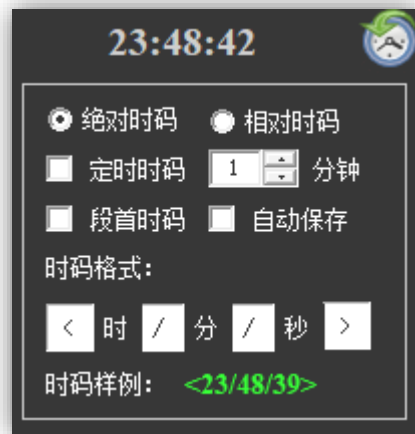 23:48:42
绝对时码 相对时码
定时时码 1 分钟
段首时码 自动保存
时码格式:
< 时 / 分 / 秒 >
时码样例: <23/48/39>